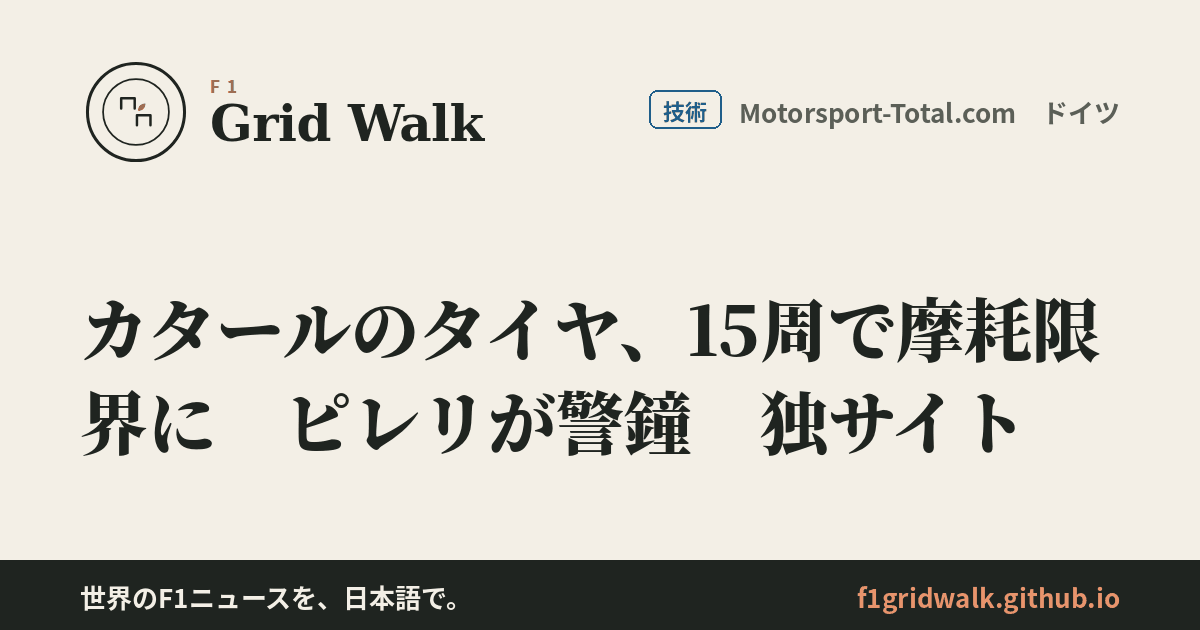 F1
Grid Walk
技術 Motorsport-Total.com ドイツ
カタールのタイヤ、15周で摩耗限
界に　ピレリが警鐘　独サイト
世界のF1ニュースを、日本語で。
f1gridwalk.github.io